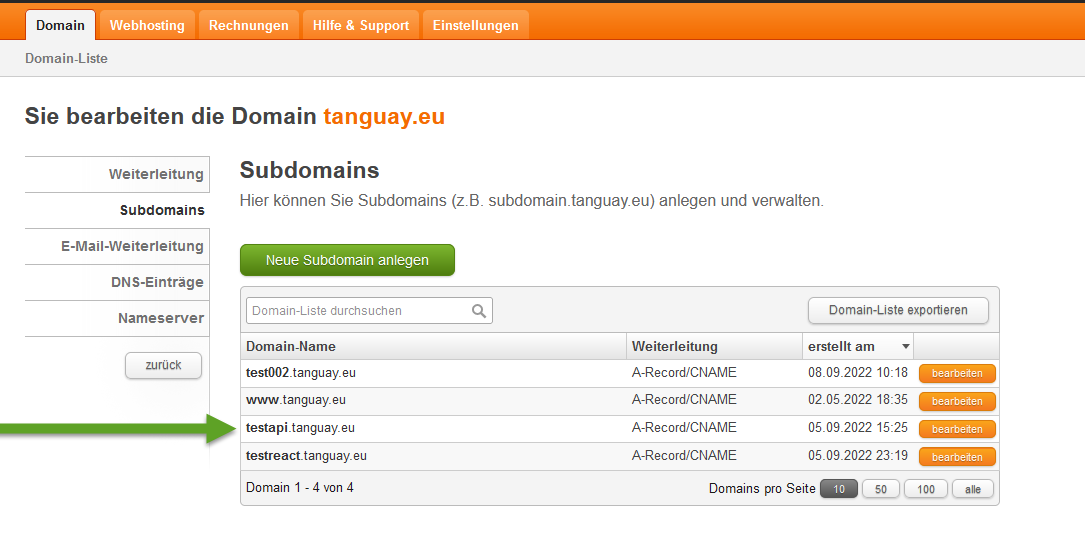 Domain Webhosting Rechnungen Hilfe & Support Einstellungen
Domain-Liste
Sie bearbeiten die Domain tanguay.eu
Weiterleitung
Subdomains
E-Mail-Weiterleitung
DNS-Einträge
Nameserver
zurück
Subdomains
Hier können Sie Subdomains (z.B. subdomain.tanguay.eu) anlegen und verwalten.
Neue Subdomain anlegen
Domain-Liste durchsuchen Domain-Liste exportieren
Domain-Name Weiterleitung erstellt am
test002.tanguay.eu A-Record/CNAME 08.09.2022 10:18 bearbeiten
www.tanguay.eu A-Record/CNAME 02.05.2022 18:35 bearbeiten
testapi.tanguay.eu A-Record/CNAME 05.09.2022 15:25 bearbeiten
testreact.tanguay.eu A-Record/CNAME 05.09.2022 23:19 bearbeiten
Domain 1 - 4 von 4 Domains pro Seite 10 50 100 alle